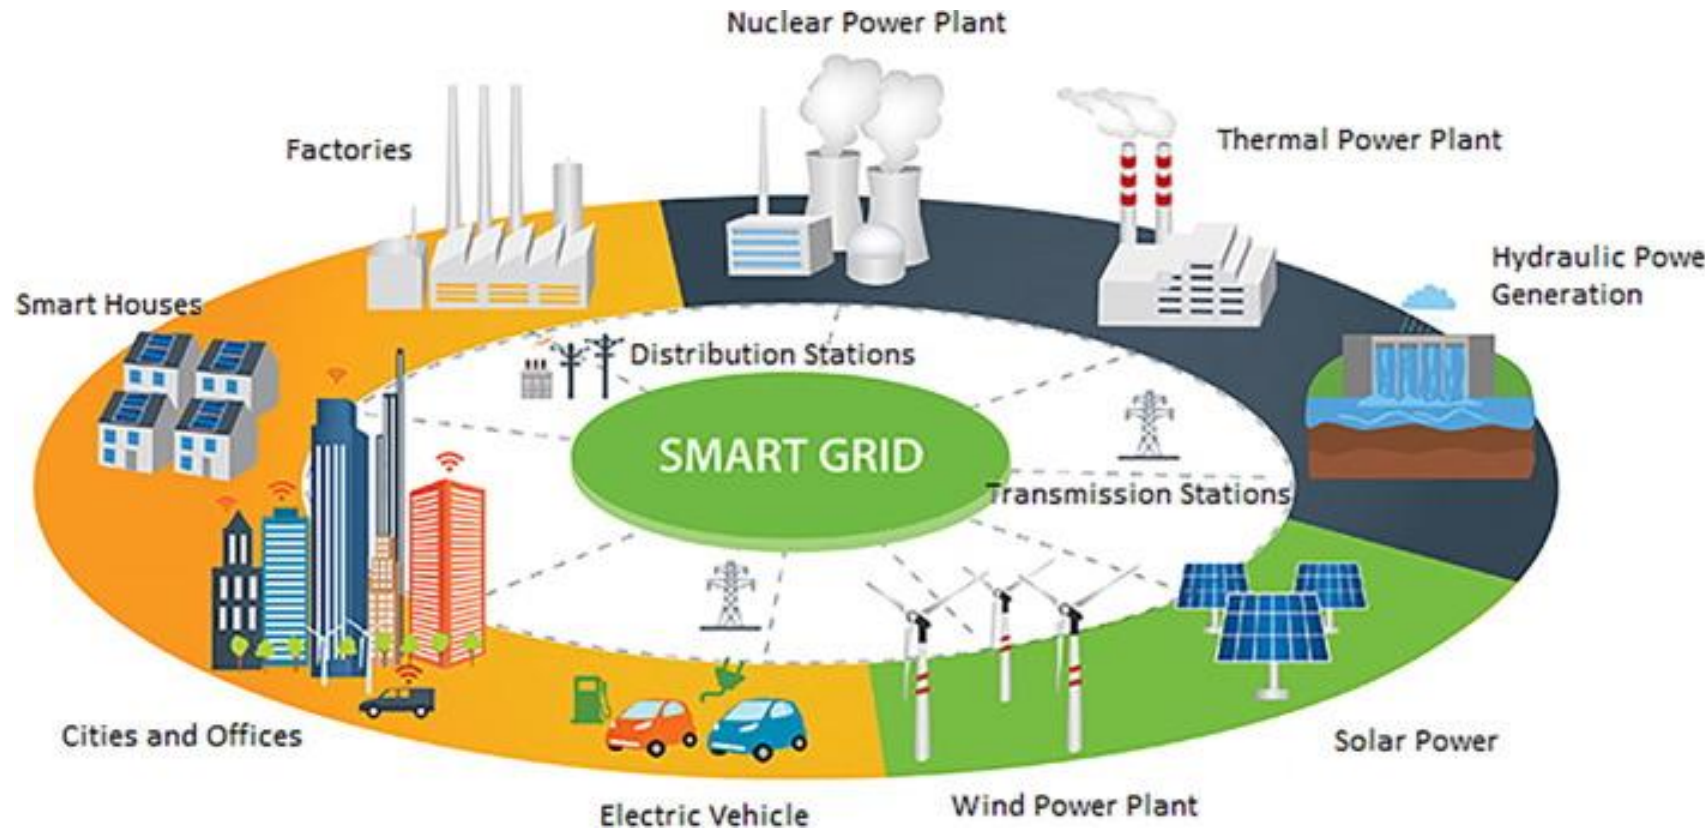 Nuclear Power Plant
Factories
Thermal Power Plant
Hydraulic Powe
Generation
Smart Houses
Distribution Stations
SMART GRID
Transmission Stations
Cities and Offices
Solar Power
Electric Vehicle
Wind Power Plant